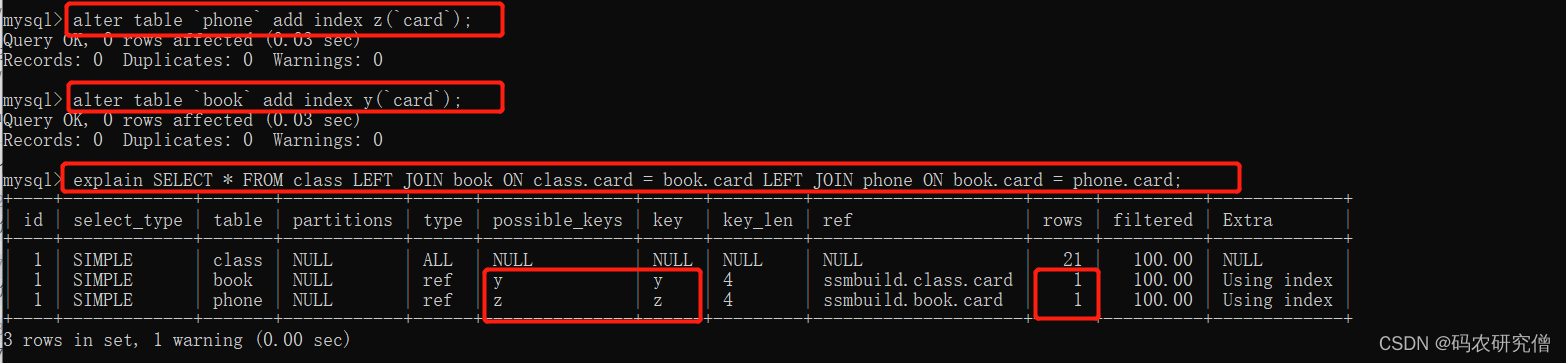 mysql> alter table `phone` add index z(`card`);
Query OK, 0 rows affected (0.03 sec)
Records: 0  Duplicates: 0  Warnings: 0
mysql> alter table `book` add index y(`card`);
Query OK, 0 rows affected (0.03 sec)
Records: 0  Duplicates: 0  Warnings: 0
mysql> explain SELECT * FROM class LEFT JOIN book ON class.card = book.card LEFT JOIN phone ON book.card = phone.card;
+----+-------------+-------+------------+------+---------------+------+---------+---------------------+------+----------+-------------+
| id | select_type | table | partitions | type | possible_keys | key  | key_len | ref                 | rows | filtered | Extra       |
+----+-------------+-------+------------+------+---------------+------+---------+---------------------+------+----------+-------------+
|  1 | SIMPLE      | class | NULL       | ALL  | NULL          | NULL | NULL    | NULL                |   21 |   100.00 | NULL        |
|  1 | SIMPLE      | book  | NULL       | ref  | y             | y    | 4       | ssmbuild.class.card |    1 |   100.00 | Using index |
|  1 | SIMPLE      | phone | NULL       | ref  | z             | z    | 4       | ssmbuild.book.card  |    1 |   100.00 | Using index |
+----+-------------+-------+------------+------+---------------+------+---------+---------------------+------+----------+-------------+
3 rows in set, 1 warning (0.00 sec)
CSDN @码农研究僧